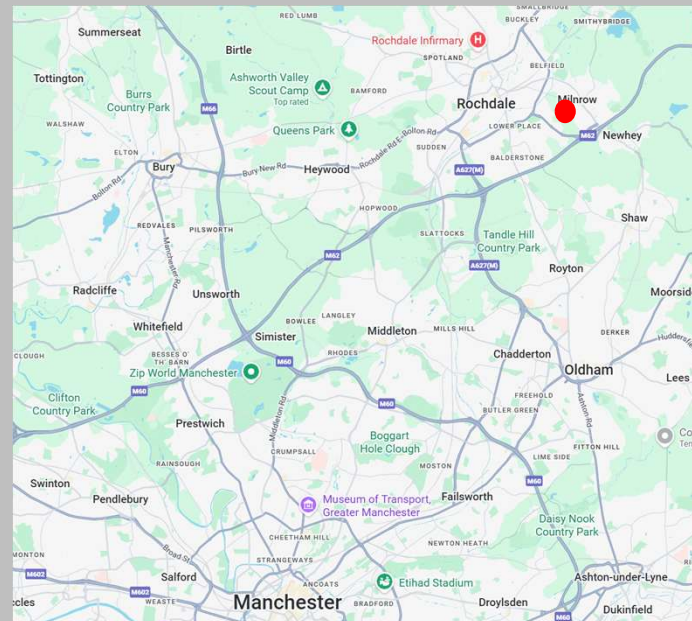 SMALLBRIDGE
RED LUMB
BUCKLEY
SMITHYBRIDGE
Summerseat
Birtle
Rochdale Infirmary
H
SPOTLAND
BELFIELD
Tottington
Ashworth Valley
Scout Camp
Top rated
BAMFORD
Burrs
Country Park
Rochdale
Milnrow
M66
WALSHAW
Queens Park
LOWER PLACE
M62
Newhey
Rochdale Rd E
Bolton Rd
SUDDEN
BALDERSTONE
ELTON
Bury
Bury New Rd
Heywood
A627(M)
Bolton Rd
HOPWOOD
Shaw
REDVALES
PILSWORTH
SLATTOCKS
Tandle Hill
Country Park
Manchester Rd
M62
A627(M)
Royton
Radcliffe
Unsworth
Moorsid
LANGLEY
BOWLEE
Whitefield
Simister
Middleton
MILLS HILL
DERKER
Huddersfi
CLOUGH
BESSES O'
TH' BARN
RHODES
Chadderton
M60
Zip World Manchester
Oldham
Lees
Clifton
Country Park
M60
FREEHOLD
M60
BUTLER GREEN
Ashton Rd
Prestwich
Middleton Rd
Boggart
Hole Clough
Co
Ten
CRUMPSALL
FITTON HILL
LIME SIDE
RAINSOUGH
MOSTON
Swinton
M60
Pendlebury
Museum of Transport,
Greater Manchester
Failsworth
Daisy Nook
Country Park
CHEETHAM HILL
NEWTON HEATH
Broad St
MONTON
STRANGEWAYS
M602
Salford
ANCOATS
Etihad Stadium
Ashton-under-Lyne
M602
ccles
WEASTE
Manchester
BRADFORD
Droylsden
Dukinfield
M60